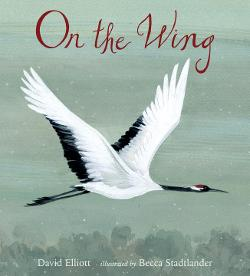 On the Wing
David Elliott illustrated by Becca Stadtlander